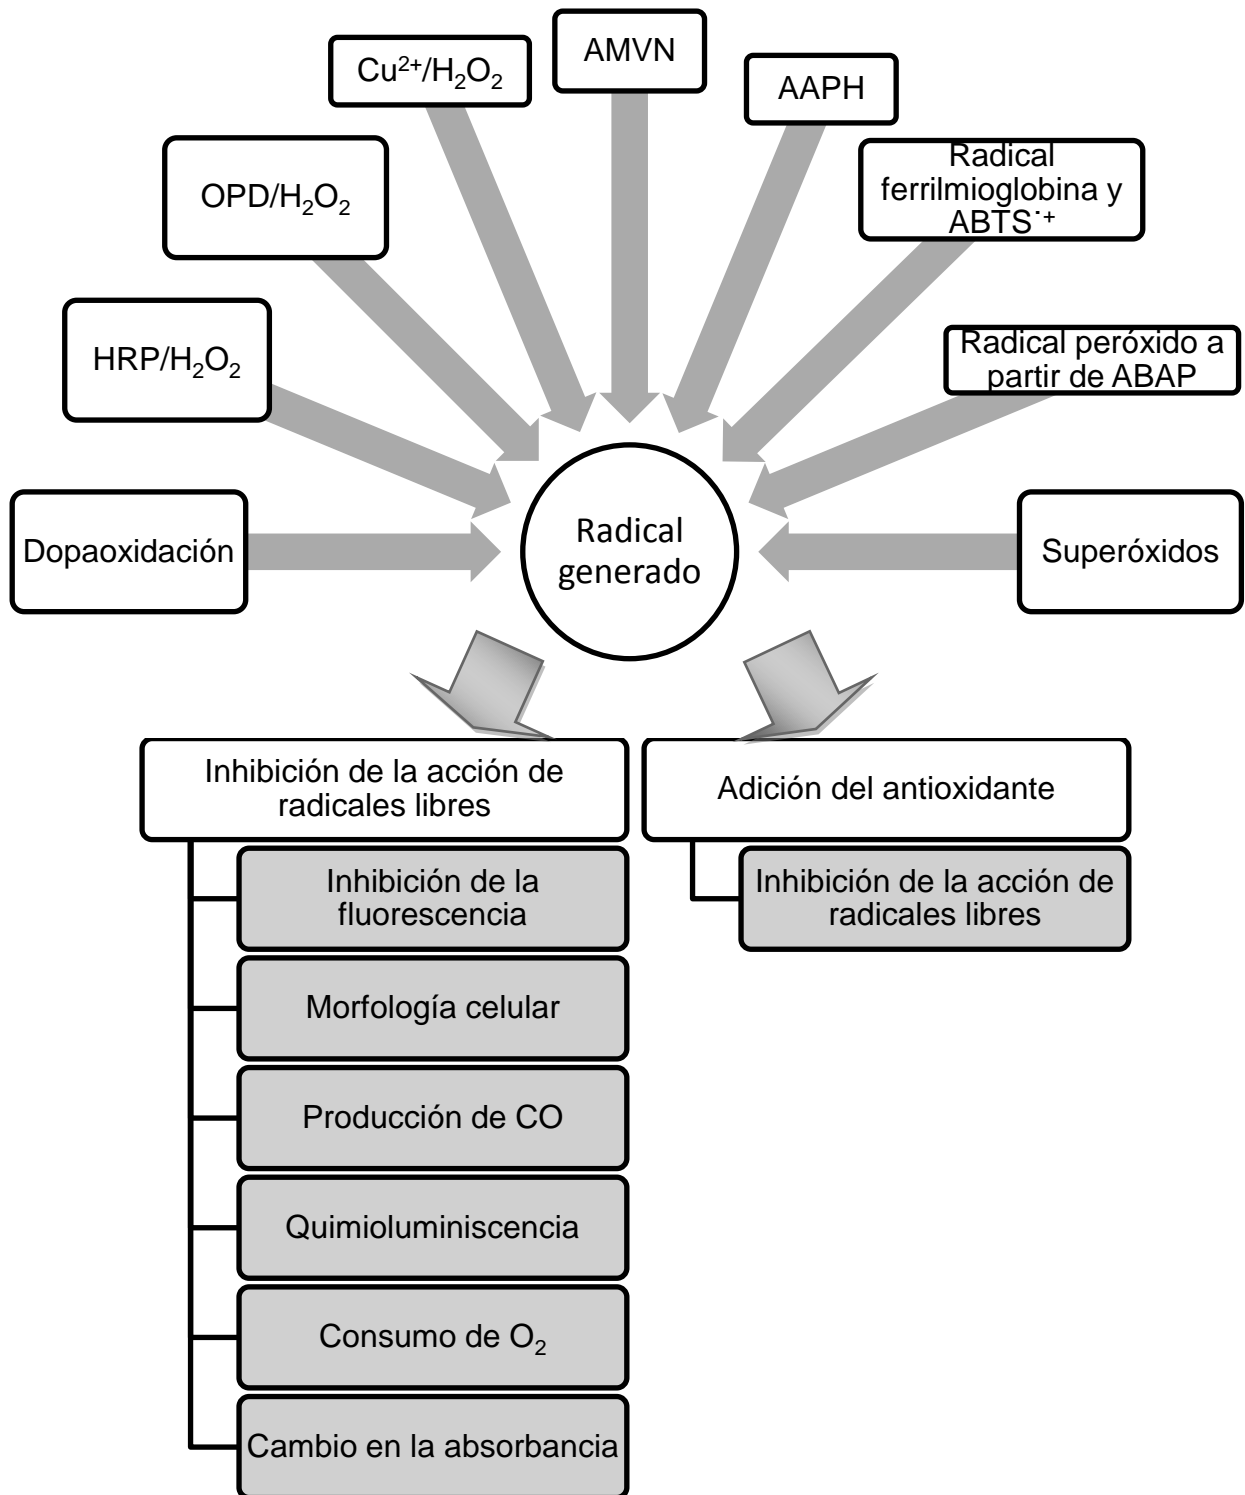 AMVN
Cu²⁺/H₂O₂
AAPH
OPD/H₂O₂
Radical
ferrilmioglobina y
ABTS˙⁺
HRP/H₂O₂
Radical peróxido a
partir de ABAP
Dopaoxidación
Radical
generado
Superóxidos
Inhibición de la acción de
radicales libres
Inhibición de la
fluorescencia
Morfología celular
Producción de CO
Quimioluminiscencia
Consumo de O₂
Cambio en la absorbancia
Adición del antioxidante
Inhibición de la acción de
radicales libres